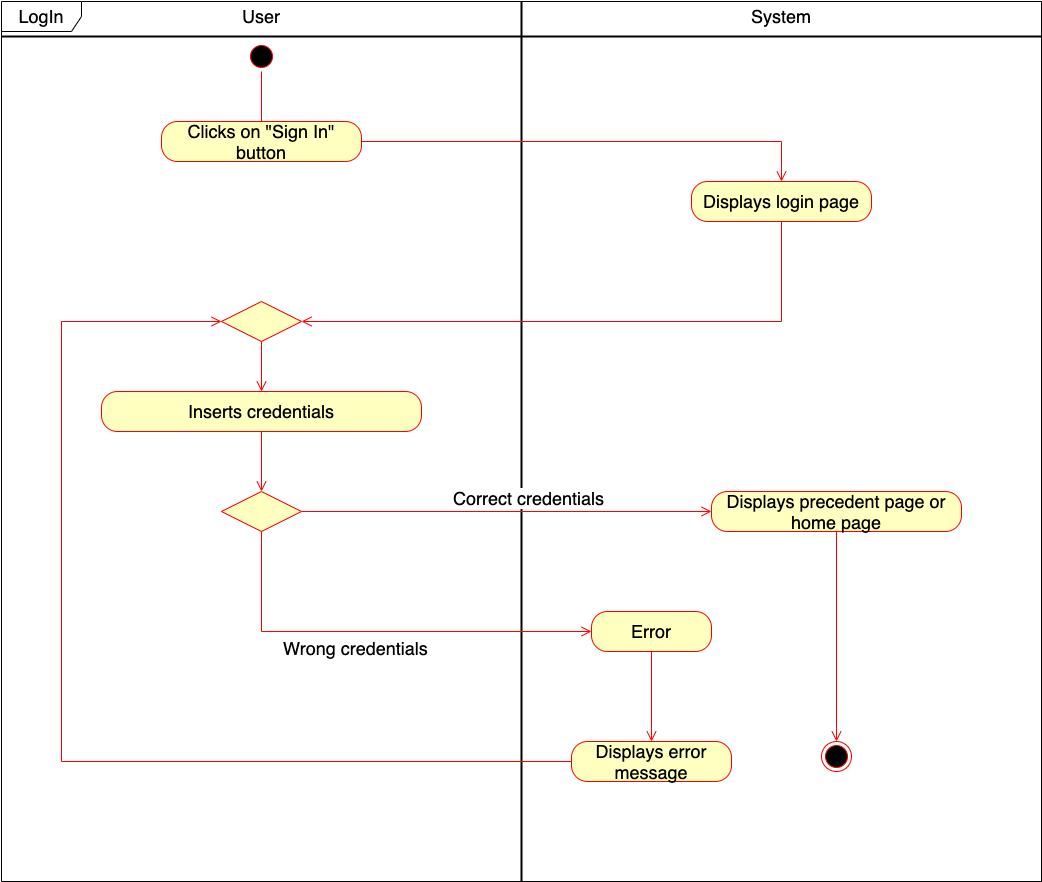 LogIn
User
System
Clicks on "Sign In"
button
Displays login page
Inserts credentials
Correct credentials
Displays precedent page or
home page
Error
Wrong credentials
Displays error
message